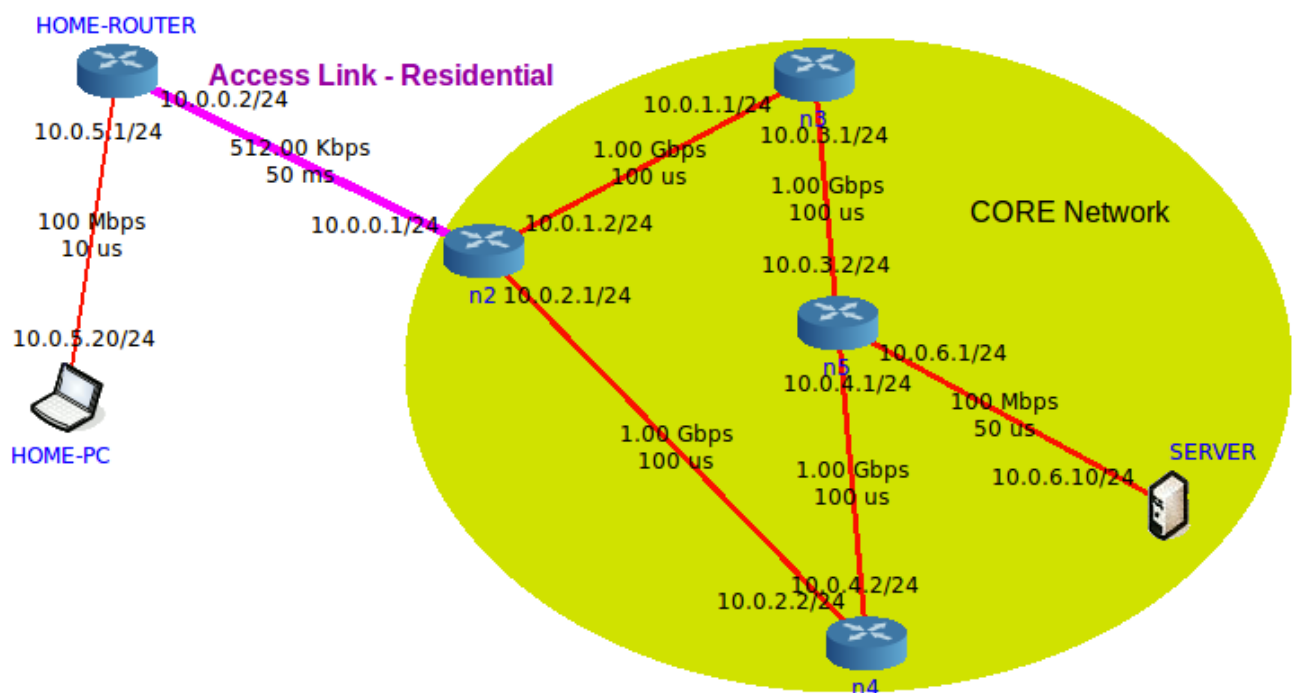 HOME-ROUTER
Access Link - Residential
10.0.0.2/24
10.0.1.1/24
n3
10.0.5.1/24
10.0.3.1/24
512.00 Kbps
50 ms
1.00 Gbps
100 us
1.00 Gbps
100 us
CORE Network
100 Mbps
10 us
10.0.0.1/24
10.0.1.2/24
10.0.3.2/24
n2
10.0.2.1/24
10.0.5.20/24
10.0.6.1/24
n5
10.0.4.1/24
100 Mbps
50 us
HOME-PC
1.00 Gbps
100 us
SERVER
1.00 Gbps
100 us
10.0.6.10/24
10.0.4.2/24
10.0.2.2/24
n4